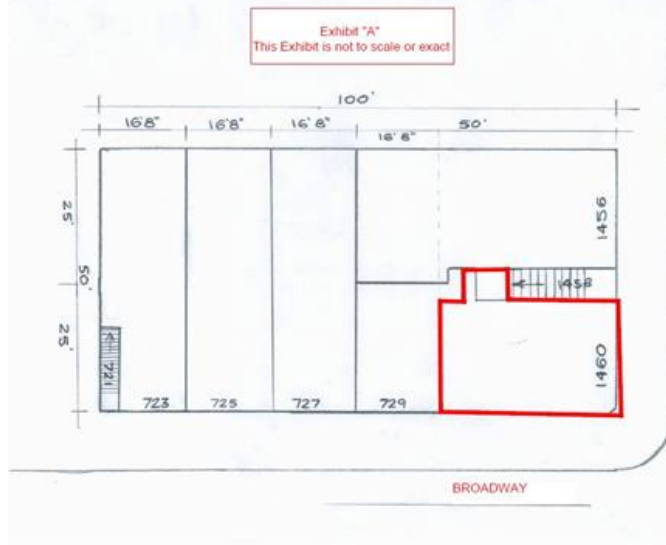 Exhibit "A"
This Exhibit is not to scale or exact
100'
16'8" 16'8" 16'8" 50'
16'8"
25'
1456
50'
1458
25'
721
1460
723 725 727 729
BROADWAY